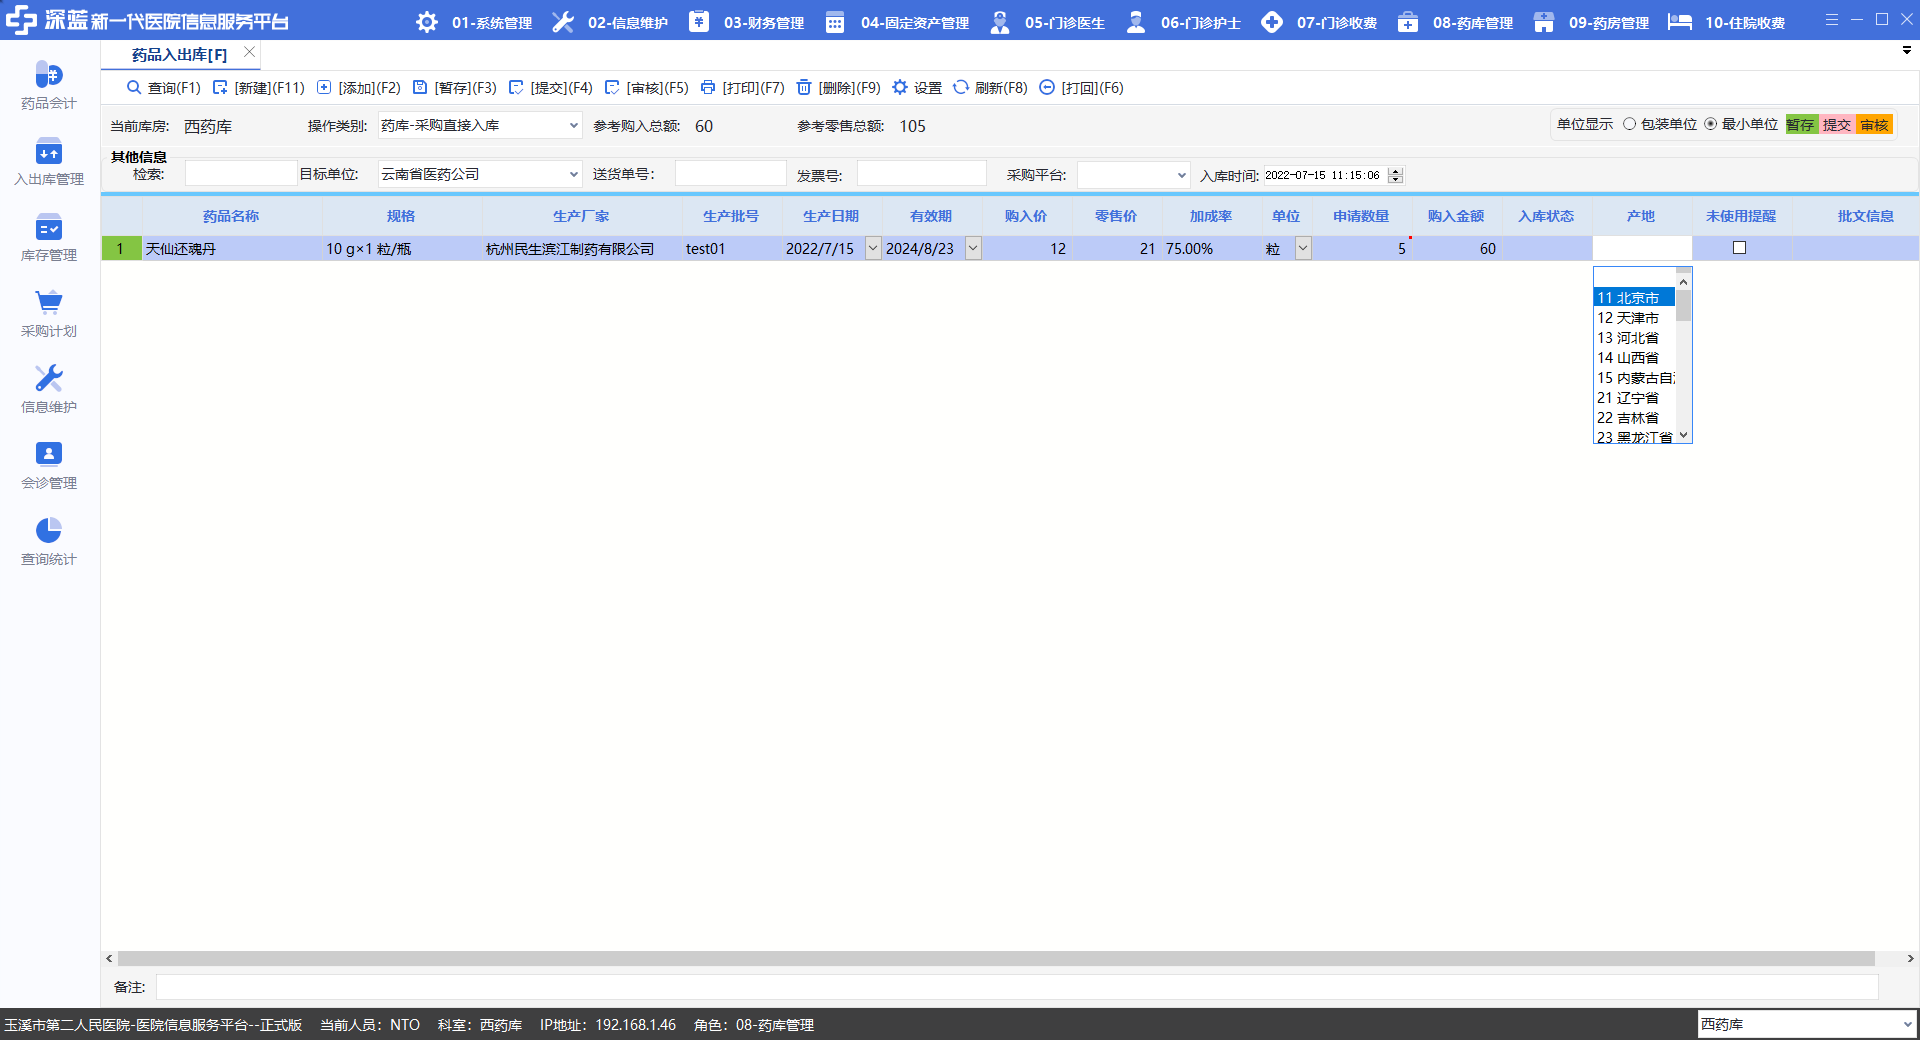 深蓝新一代医院信息服务平台
01-系统管理 02-信息维护 03-财务管理 04-固定资产管理 05-门诊医生 06-门诊护士 07-门诊收费 08-药库管理 09-药房管理 10-住院收费
药品入出库[F]
查询(F1) [新建](F11) [添加](F2) [暂存](F3) [提交](F4) [审核](F5) [打印](F7) [删除](F9) 设置 刷新(F8) [打回](F6)
当前库房: 西药库 操作类别: 药库-采购直接入库 参考购入总额: 60 参考零售总额: 105 单位显示 包装单位 最小单位 暂存 提交 审核
其他信息
检索: 目标单位: 云南省医药公司 送货单号: 发票号: 采购平台: 入库时间: 2022-07-15 11:15:06
药品名称 规格 生产厂家 生产批号 生产日期 有效期 购入价 零售价 加成率 单位 申请数量 购入金额 入库状态 产地 未使用提醒 批文信息
1 天仙还魂丹 10 g×1 粒/瓶 杭州民生滨江制药有限公司 test01 2022/7/15 2024/8/23 12 21 75.00% 粒 5 60
11 北京市
12 天津市
13 河北省
14 山西省
15 内蒙古自
21 辽宁省
22 吉林省
23 黑龙江省
药品会计
入出库管理
库存管理
采购计划
信息维护
会诊管理
查询统计
备注:
玉溪市第二人民医院-医院信息服务平台--正式版 当前人员: NTO 科室: 西药库 IP地址: 192.168.1.46 角色: 08-药库管理 西药库